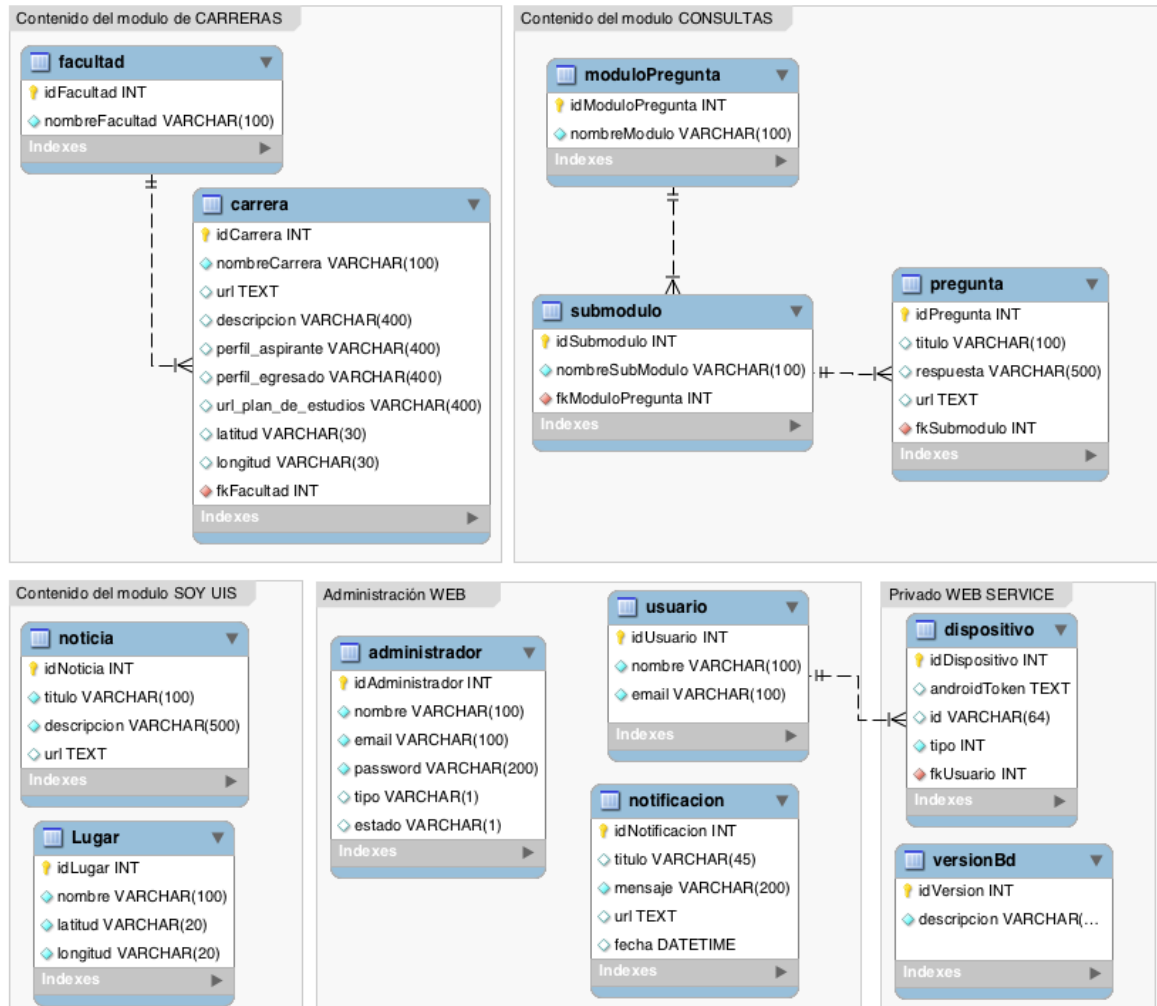 Contenido del modulo de CARRERAS
facultad
idFacultad INT
nombreFacultad VARCHAR(100)
Indexes
carrera
idCarrera INT
nombreCarrera VARCHAR(100)
url TEXT
descripcion VARCHAR(400)
perfil_aspirante VARCHAR(400)
perfil_egresado VARCHAR(400)
url_plan_de_estudios VARCHAR(400)
latitud VARCHAR(30)
longitud VARCHAR(30)
fkFacultad INT
Indexes
Contenido del modulo CONSULTAS
moduloPregunta
idModuloPregunta INT
nombreModulo VARCHAR(100)
Indexes
submodulo
idSubmodulo INT
nombreSubModulo VARCHAR(100)
fkModuloPregunta INT
Indexes
pregunta
idPregunta INT
titulo VARCHAR(100)
respuesta VARCHAR(500)
url TEXT
fkSubmodulo INT
Indexes
Contenido del modulo SOY UIS
noticia
idNoticia INT
titulo VARCHAR(100)
descripcion VARCHAR(500)
url TEXT
Indexes
Lugar
idLugar INT
nombre VARCHAR(100)
latitud VARCHAR(20)
longitud VARCHAR(20)
Indexes
Administración WEB
administrador
idAdministrador INT
nombre VARCHAR(100)
email VARCHAR(100)
password VARCHAR(200)
tipo VARCHAR(1)
estado VARCHAR(1)
Indexes
usuario
idUsuario INT
nombre VARCHAR(100)
email VARCHAR(100)
Indexes
notificacion
idNotificacion INT
titulo VARCHAR(45)
mensaje VARCHAR(200)
url TEXT
fecha DATETIME
Indexes
Privado WEB SERVICE
dispositivo
idDispositivo INT
androidToken TEXT
id VARCHAR(64)
tipo INT
fkUsuario INT
Indexes
versionBd
idVersion INT
descripcion VARCHAR(...
Indexes